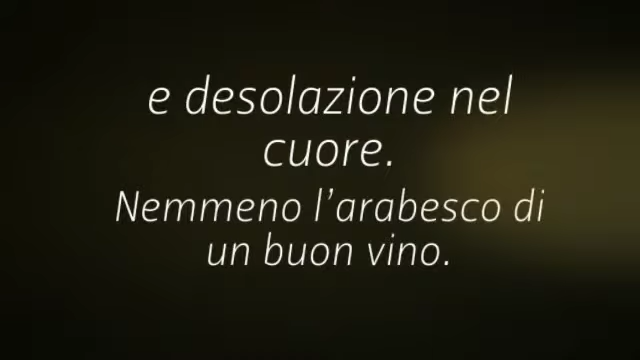 e desolazione nel
cuore.
Nemmeno l’arabesco di
un buon vino.